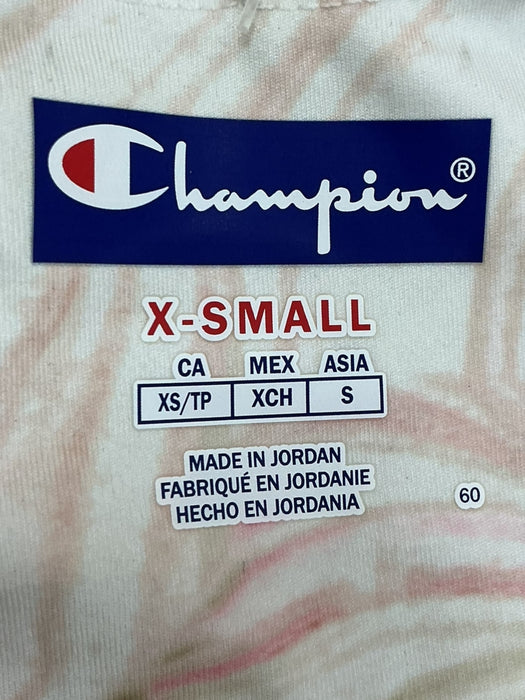 Champion®
X-SMALL
CA MEX ASIA
XS/TP XCH S
MADE IN JORDAN
FABRIQUÉ EN JORDANIE
HECHO EN JORDANIA
60